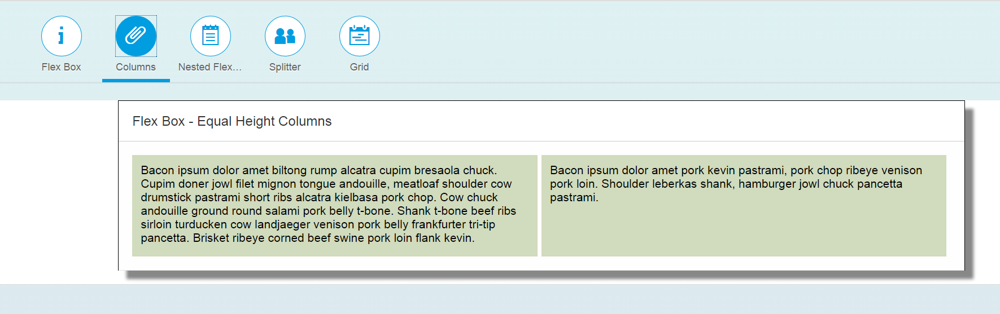 Flex Box
Columns
Nested Flex...
Splitter
Grid
Flex Box - Equal Height Columns
Bacon ipsum dolor amet biltong rump alcatra cupim bresaola chuck.
Cupim doner jowl filet mignon tongue andouille, meatloaf shoulder cow
drumstick pastrami short ribs alcatra kielbasa pork chop. Cow chuck
andouille ground round salami pork belly t-bone. Shank t-bone beef ribs
sirloin turducken cow landjaeger venison pork belly frankfurter tri-tip
pancetta. Brisket ribeye corned beef swine pork loin flank kevin.
Bacon ipsum dolor amet pork kevin pastrami, pork chop ribeye venison
pork loin. Shoulder leberkas shank, hamburger jowl chuck pancetta
pastrami.